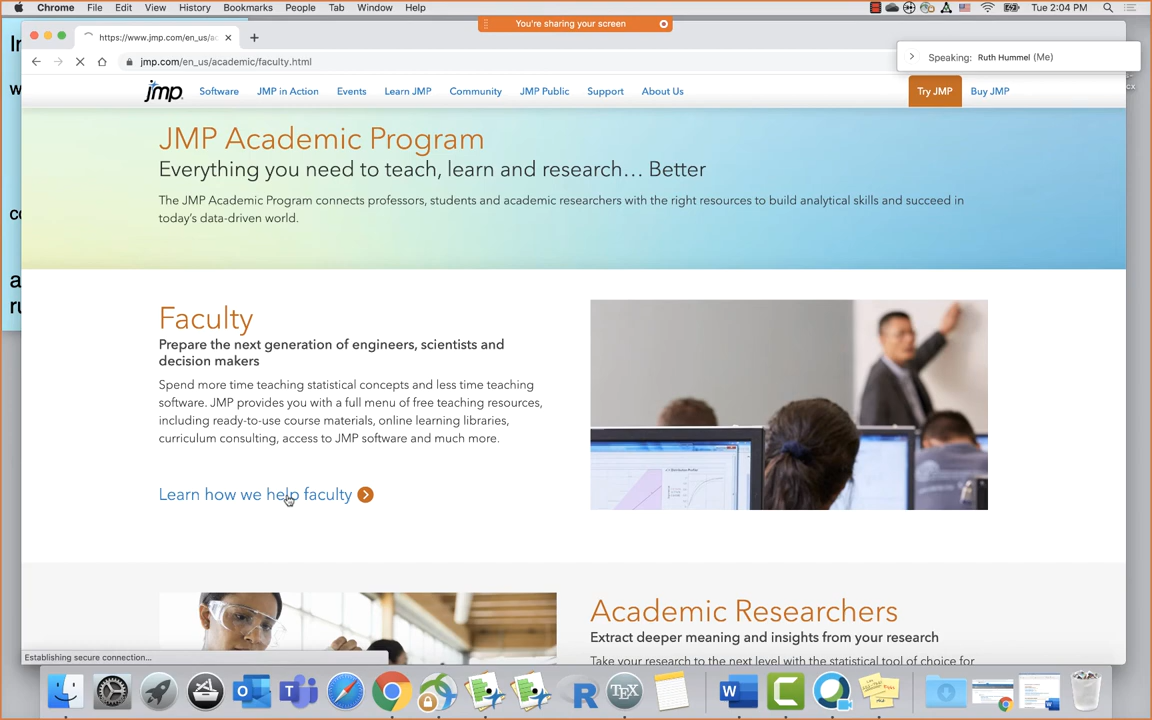 Chrome File Edit View History Bookmarks People Tab Window Help
Tue 2:04 PM
You're sharing your screen
https://www.jmp.com/en_us/ac
Speaking: Ruth Hummel (Me)
jmp.com/en_us/academic/faculty.html
jmp Software JMP in Action Events Learn JMP Community JMP Public Support About Us Try JMP Buy JMP
JMP Academic Program
Everything you need to teach, learn and research... Better
The JMP Academic Program connects professors, students and academic researchers with the right resources to build analytical skills and succeed in
today's data-driven world.
Faculty
Prepare the next generation of engineers, scientists and
decision makers
Spend more time teaching statistical concepts and less time teaching
software. JMP provides you with a full menu of free teaching resources,
including ready-to-use course materials, online learning libraries,
curriculum consulting, access to JMP software and much more.
Learn how we help faculty
Academic Researchers
Extract deeper meaning and insights from your research
Take your research to the next level with the statistical tool of choice for
Establishing secure connection...
TEX